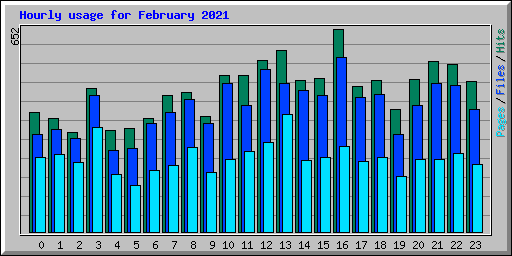 Hourly usage for February 2021
652
Pages / Files / Hits
0 1 2 3 4 5 6 7 8 9 10 11 12 13 14 15 16 17 18 19 20 21 22 23